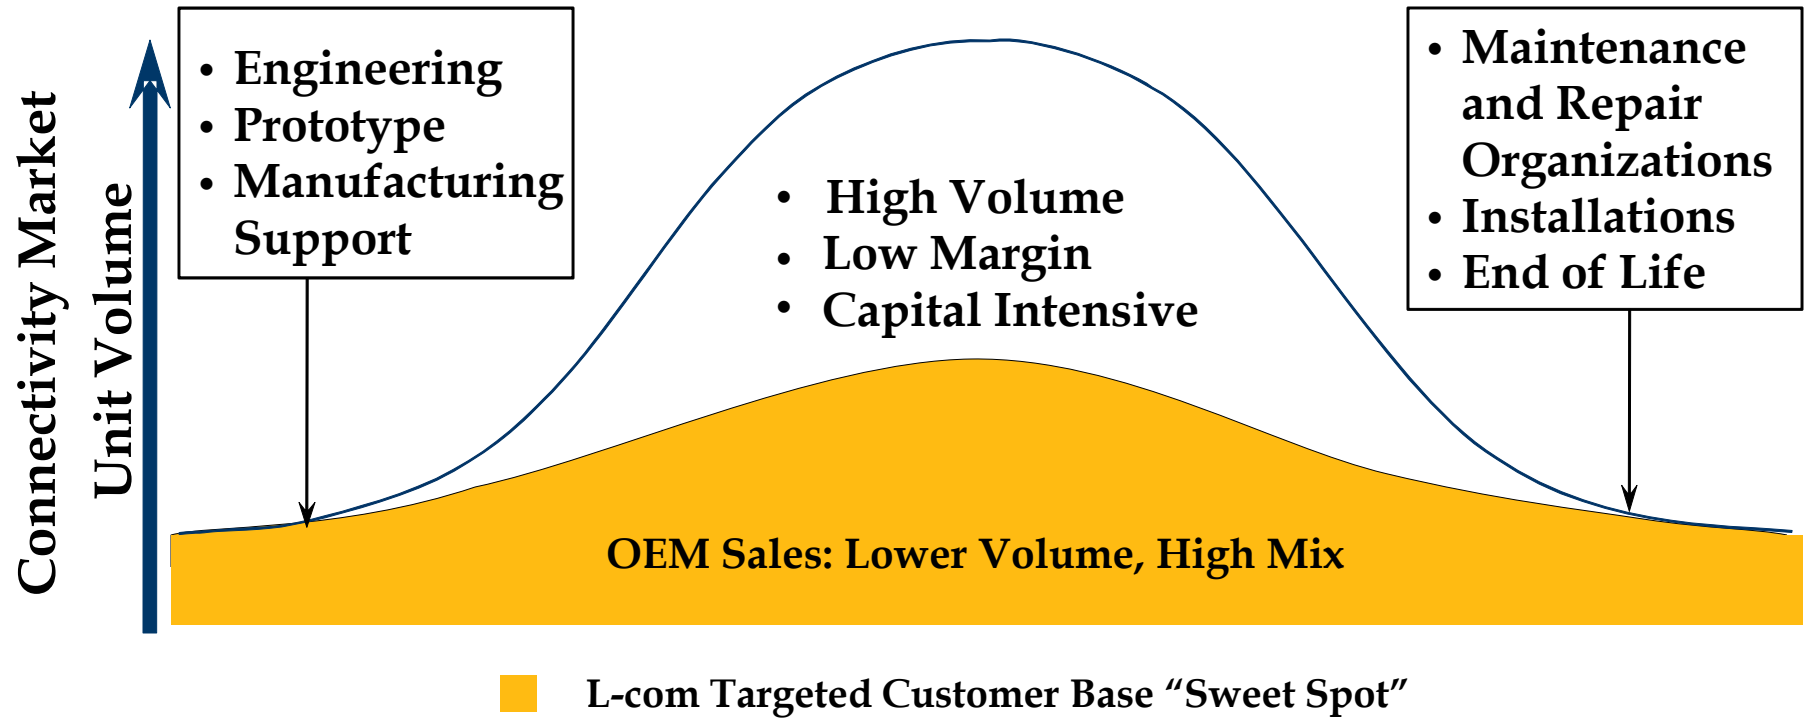 Connectivity Market
Unit Volume
• Engineering
• Prototype
• Manufacturing
Support
• High Volume
• Low Margin
• Capital Intensive
• Maintenance
and Repair
Organizations
• Installations
• End of Life
OEM Sales: Lower Volume, High Mix
L-com Targeted Customer Base “Sweet Spot”